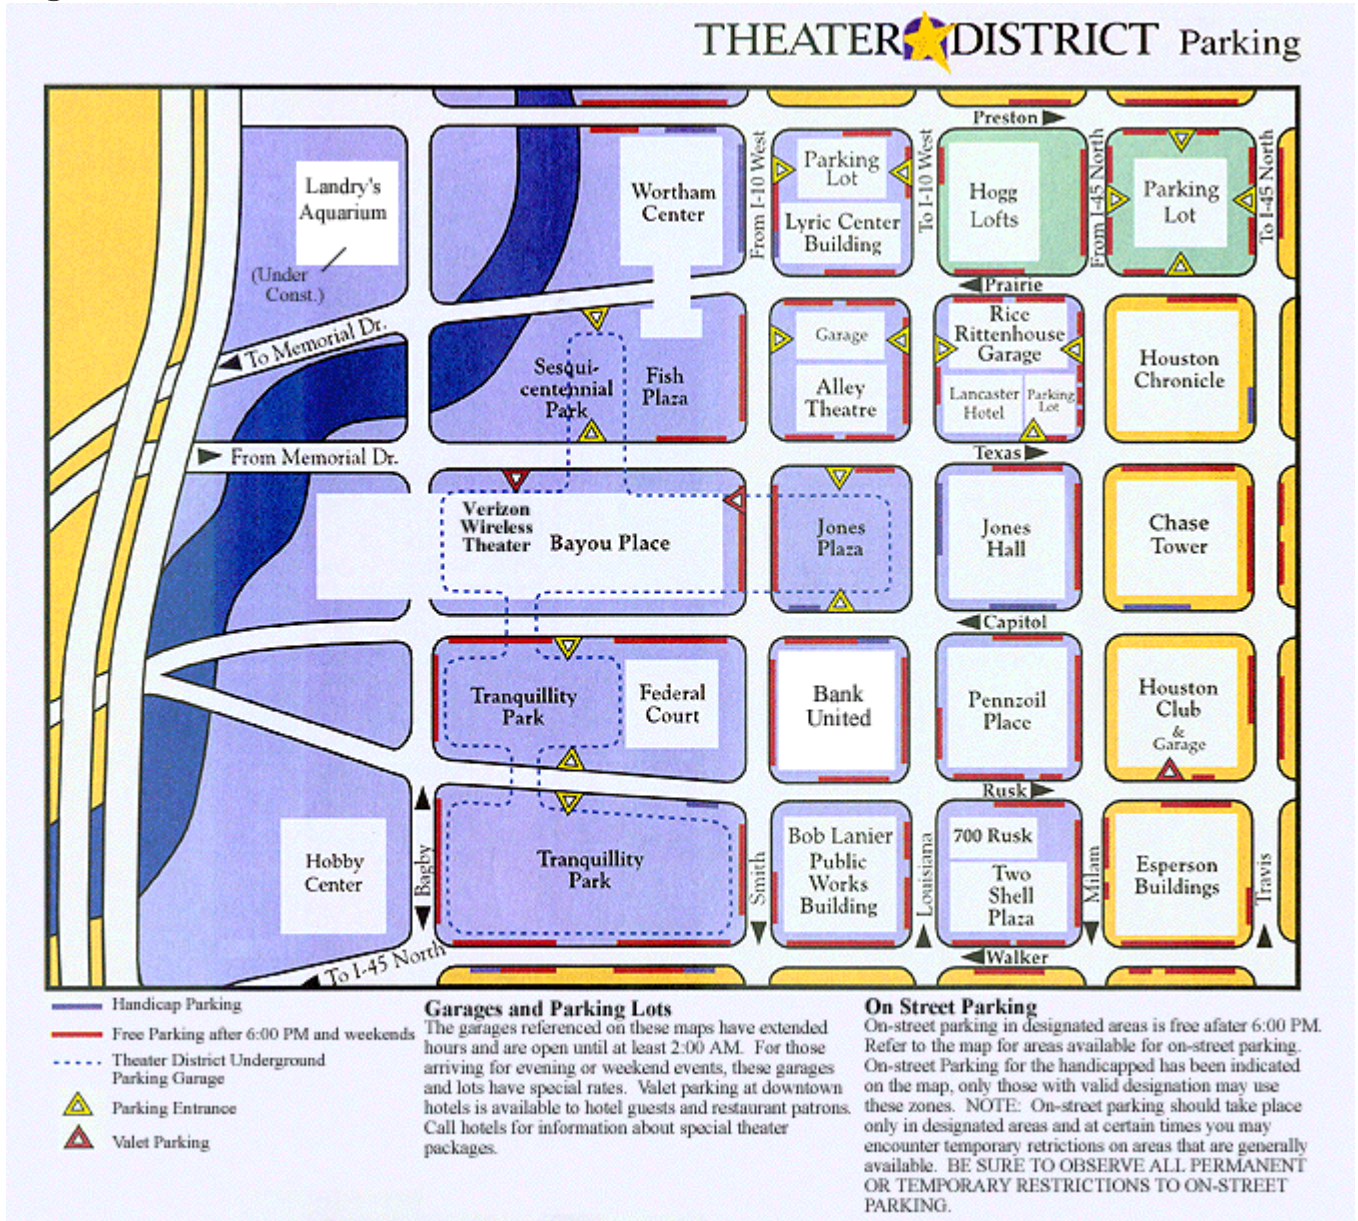 THEATER DISTRICT Parking
Preston
From I-10 West
To I-10 West
From I-45 North
To I-45 North
Landry's
Aquarium
(Under
Const.)
Wortham
Center
Parking
Lot
Lyric Center
Building
Hogg
Lofts
Parking
Lot
Prairie
To Memorial Dr.
Sesqui-
centennial
Park
Fish
Plaza
Garage
Alley
Theatre
Rice
Rittenhouse
Garage
Lancaster
Hotel
Parking
Lot
Houston
Chronicle
From Memorial Dr.
Texas
Verizon
Wireless
Theater
Bayou Place
Jones
Plaza
Jones
Hall
Chase
Tower
Capitol
Tranquillity
Park
Federal
Court
Bank
United
Pennzoil
Place
Houston
Club
&
Garage
Rusk
Hobby
Center
Bagby
Tranquillity
Park
Smith
Bob Lanier
Public
Works
Building
Louisiana
700 Rusk
Two
Shell
Plaza
Milam
Esperson
Buildings
Travis
To I-45 North
Walker
Handicap Parking
Free Parking after 6:00 PM and weekends
Theater District Underground
Parking Garage
Parking Entrance
Valet Parking
Garages and Parking Lots
The garages referenced on these maps have extended
hours and are open until at least 2:00 AM. For those
arriving for evening or weekend events, these garages
and lots have special rates. Valet parking at downtown
hotels is available to hotel guests and restaurant patrons.
Call hotels for information about special theater
packages.
On Street Parking
On-street parking in designated areas is free afater 6:00 PM.
Refer to the map for areas available for on-street parking.
On-street Parking for the handicapped has been indicated
on the map, only those with valid designation may use
these zones. NOTE: On-street parking should take place
only in designated areas and at certain times you may
encounter temporary retrictions on areas that are generally
available. BE SURE TO OBSERVE ALL PERMANENT
OR TEMPORARY RESTRICTIONS TO ON-STREET
PARKING.